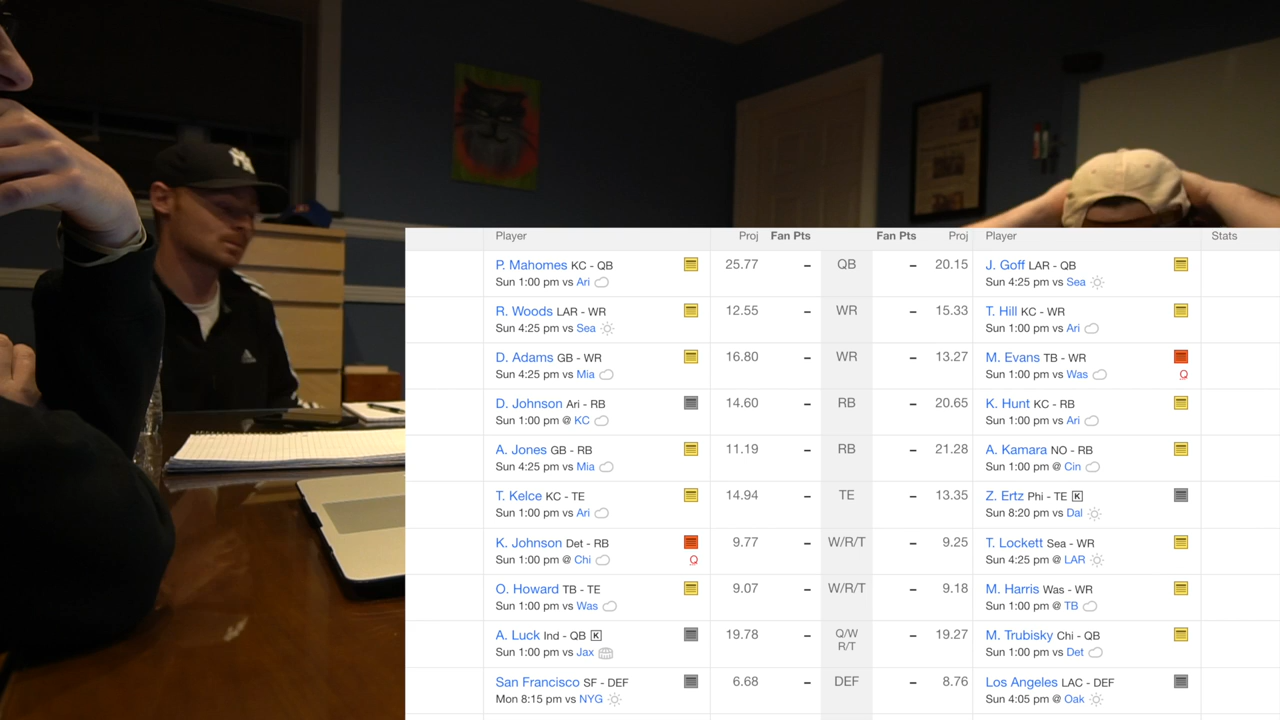 NY
Player Proj Fan Pts Fan Pts Proj Player Stats
P. Mahomes KC - QB 25.77 – QB – 20.15 J. Goff LAR - QB
Sun 1:00 pm vs Ari Sun 4:25 pm vs Sea
R. Woods LAR - WR 12.55 – WR – 15.33 T. Hill KC - WR
Sun 4:25 pm vs Sea Sun 1:00 pm vs Ari
D. Adams GB - WR 16.80 – WR – 13.27 M. Evans TB - WR
Sun 4:25 pm vs Mia Sun 1:00 pm vs Was Q
D. Johnson Ari - RB 14.60 – RB – 20.65 K. Hunt KC - RB
Sun 1:00 pm @ KC Sun 1:00 pm vs Ari
A. Jones GB - RB 11.19 – RB – 21.28 A. Kamara NO - RB
Sun 4:25 pm vs Mia Sun 1:00 pm @ Cin
T. Kelce KC - TE 14.94 – TE – 13.35 Z. Ertz Phi - TE K
Sun 1:00 pm vs Ari Sun 8:20 pm vs Dal
K. Johnson Det - RB 9.77 – W/R/T – 9.25 T. Lockett Sea - WR
Sun 1:00 pm @ Chi Q Sun 4:25 pm @ LAR
O. Howard TB - TE 9.07 – W/R/T – 9.18 M. Harris Was - WR
Sun 1:00 pm vs Was Sun 1:00 pm @ TB
A. Luck Ind - QB K 19.78 – Q/W – 19.27 M. Trubisky Chi - QB
Sun 1:00 pm vs Jax R/T Sun 1:00 pm vs Det
San Francisco SF - DEF 6.68 – DEF – 8.76 Los Angeles LAC - DEF
Mon 8:15 pm vs NYG Sun 4:05 pm @ Oak